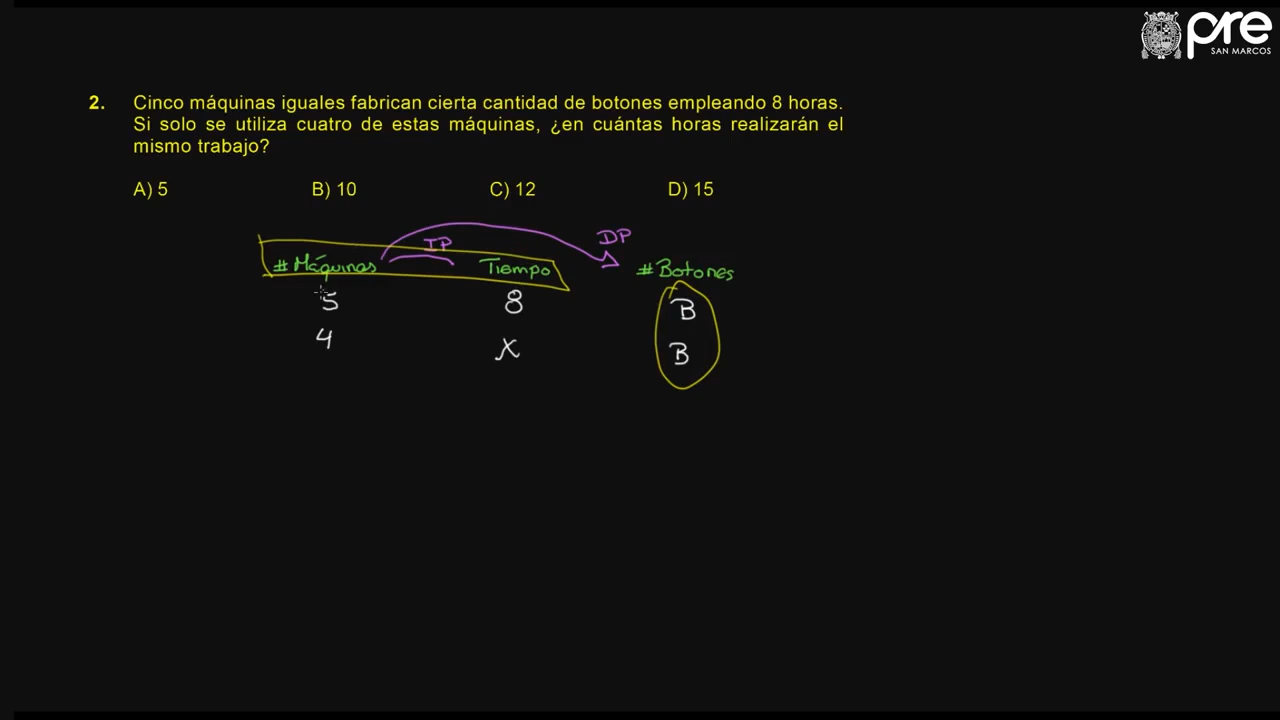 pre
SAN MARCOS
2. Cinco máquinas iguales fabrican cierta cantidad de botones empleando 8 horas.
Si solo se utiliza cuatro de estas máquinas, ¿en cuántas horas realizarán el
mismo trabajo?
A) 5 B) 10 C) 12 D) 15
IP DP
#Máquinas Tiempo #Botones
5 8 B
4 X B